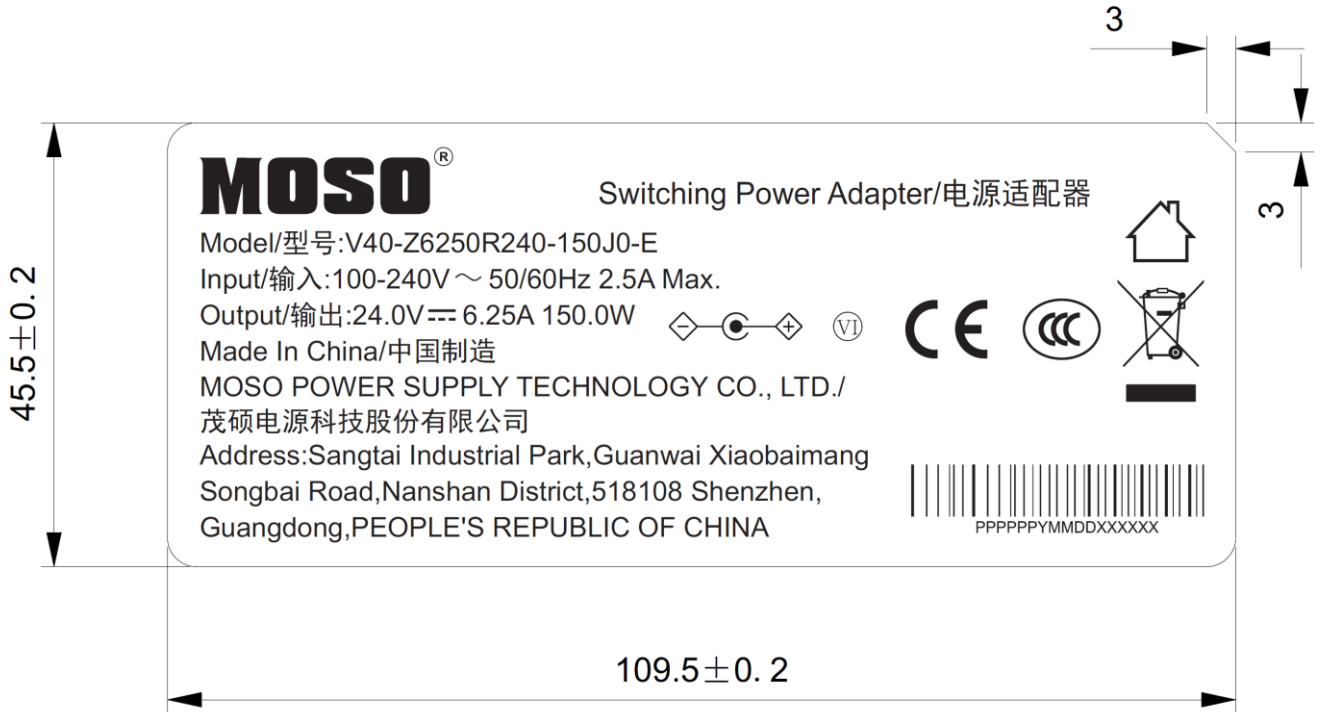 3
3
45.5±0.2
MOSO®
Switching Power Adapter/电源适配器
Model/型号:V40-Z6250R240-150J0-E
Input/输入:100-240V～50/60Hz 2.5A Max.
Output/输出:24.0V⎓6.25A 150.0W
VI
CE
CCC
Made In China/中国制造
MOSO POWER SUPPLY TECHNOLOGY CO., LTD./
茂硕电源科技股份有限公司
Address:Sangtai Industrial Park,Guanwai Xiaobaimang
Songbai Road,Nanshan District,518108 Shenzhen,
Guangdong,PEOPLE'S REPUBLIC OF CHINA
PPPPPPYMMDDXXXXXX
109.5±0.2